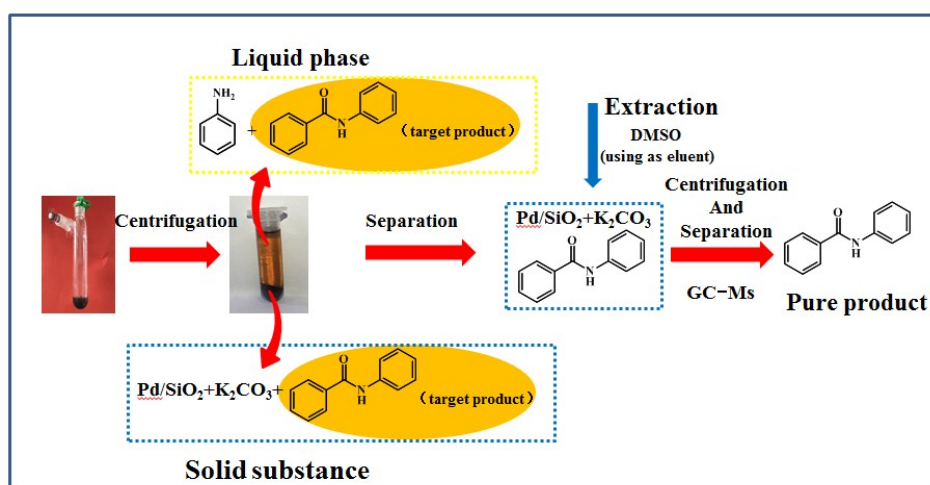 Liquid phase
NH2
+
O
N
H
(target product)
Extraction
DMSO
(using as eluent)
Centrifugation
Separation
Pd/SiO2+K2CO3
O
N
H
Centrifugation
And
Separation
GC-Ms
O
N
H
Pure product
Pd/SiO2+K2CO3+
O
N
H
(target product)
Solid substance